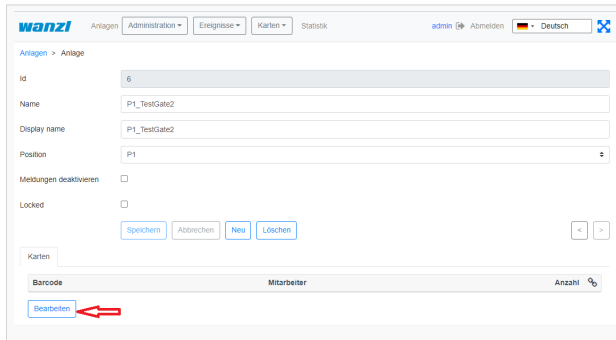 wanzl Anlagen Administration Ereignisse Karten Statistik admin Abmelden Deutsch
Anlagen > Anlage
Id 6
Name P1_TestGate2
Display name P1_TestGate2
Position P1
Meldungen deaktivieren
Locked
Speichern Abbrechen Neu Löschen < >
Karten
Barcode Mitarbeiter Anzahl
Bearbeiten